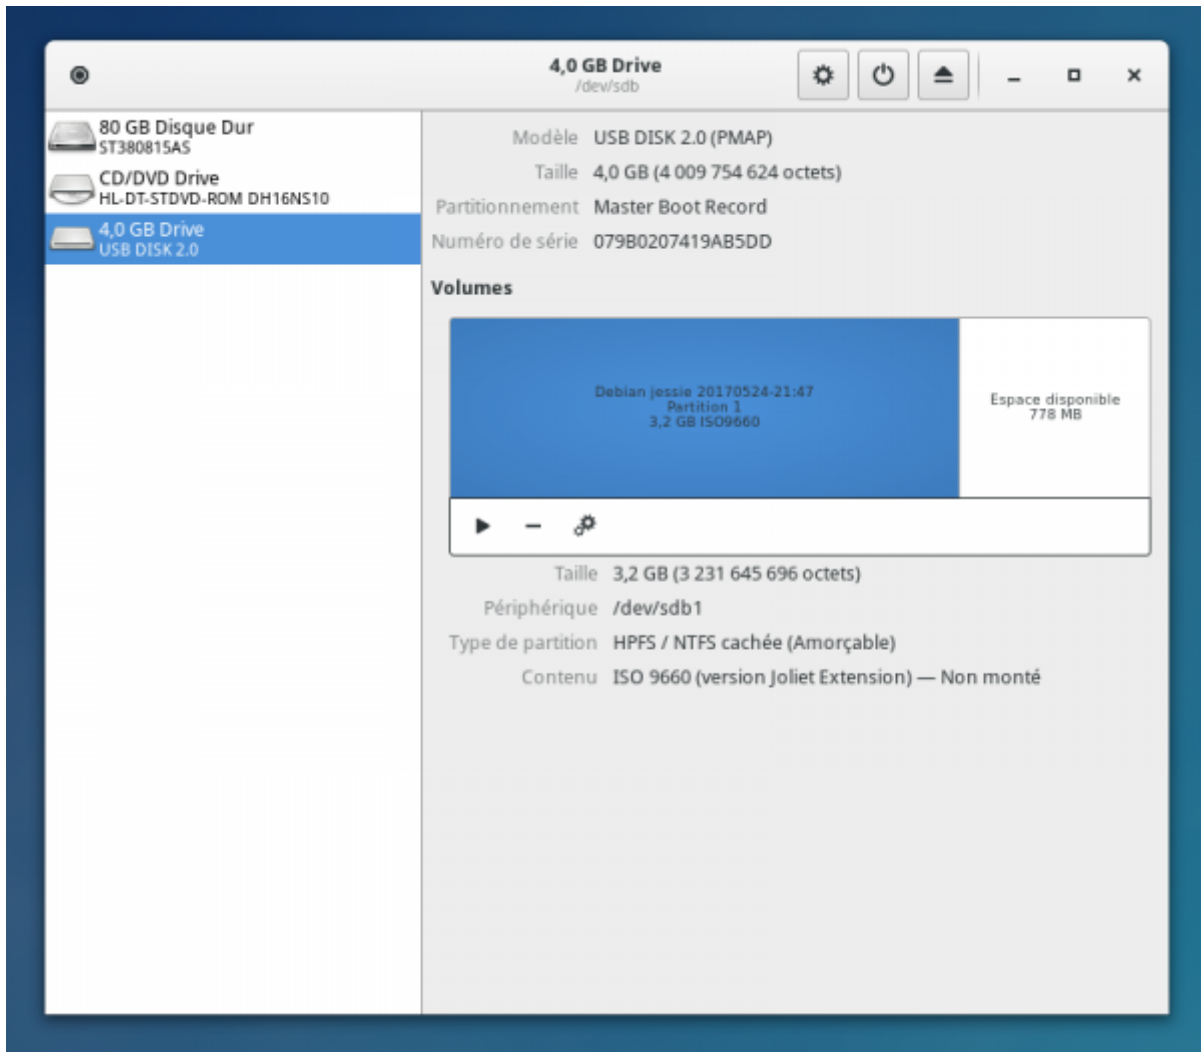 4,0 GB Drive
/dev/sdb
80 GB Disque Dur
ST380815AS
CD/DVD Drive
HL-DT-STDVD-ROM DH16NS10
4,0 GB Drive
USB DISK 2.0
Modèle USB DISK 2.0 (PMAP)
Taille 4,0 GB (4 009 754 624 octets)
Partitionnement Master Boot Record
Numéro de série 079B0207419AB5DD
Volumes
Debian jessie 20170524-21:47
Partition 1
3,2 GB ISO9660
Espace disponible
778 MB
Taille 3,2 GB (3 231 645 696 octets)
Périphérique /dev/sdb1
Type de partition HPFS / NTFS cachée (Amorçable)
Contenu ISO 9660 (version Joliet Extension) — Non monté